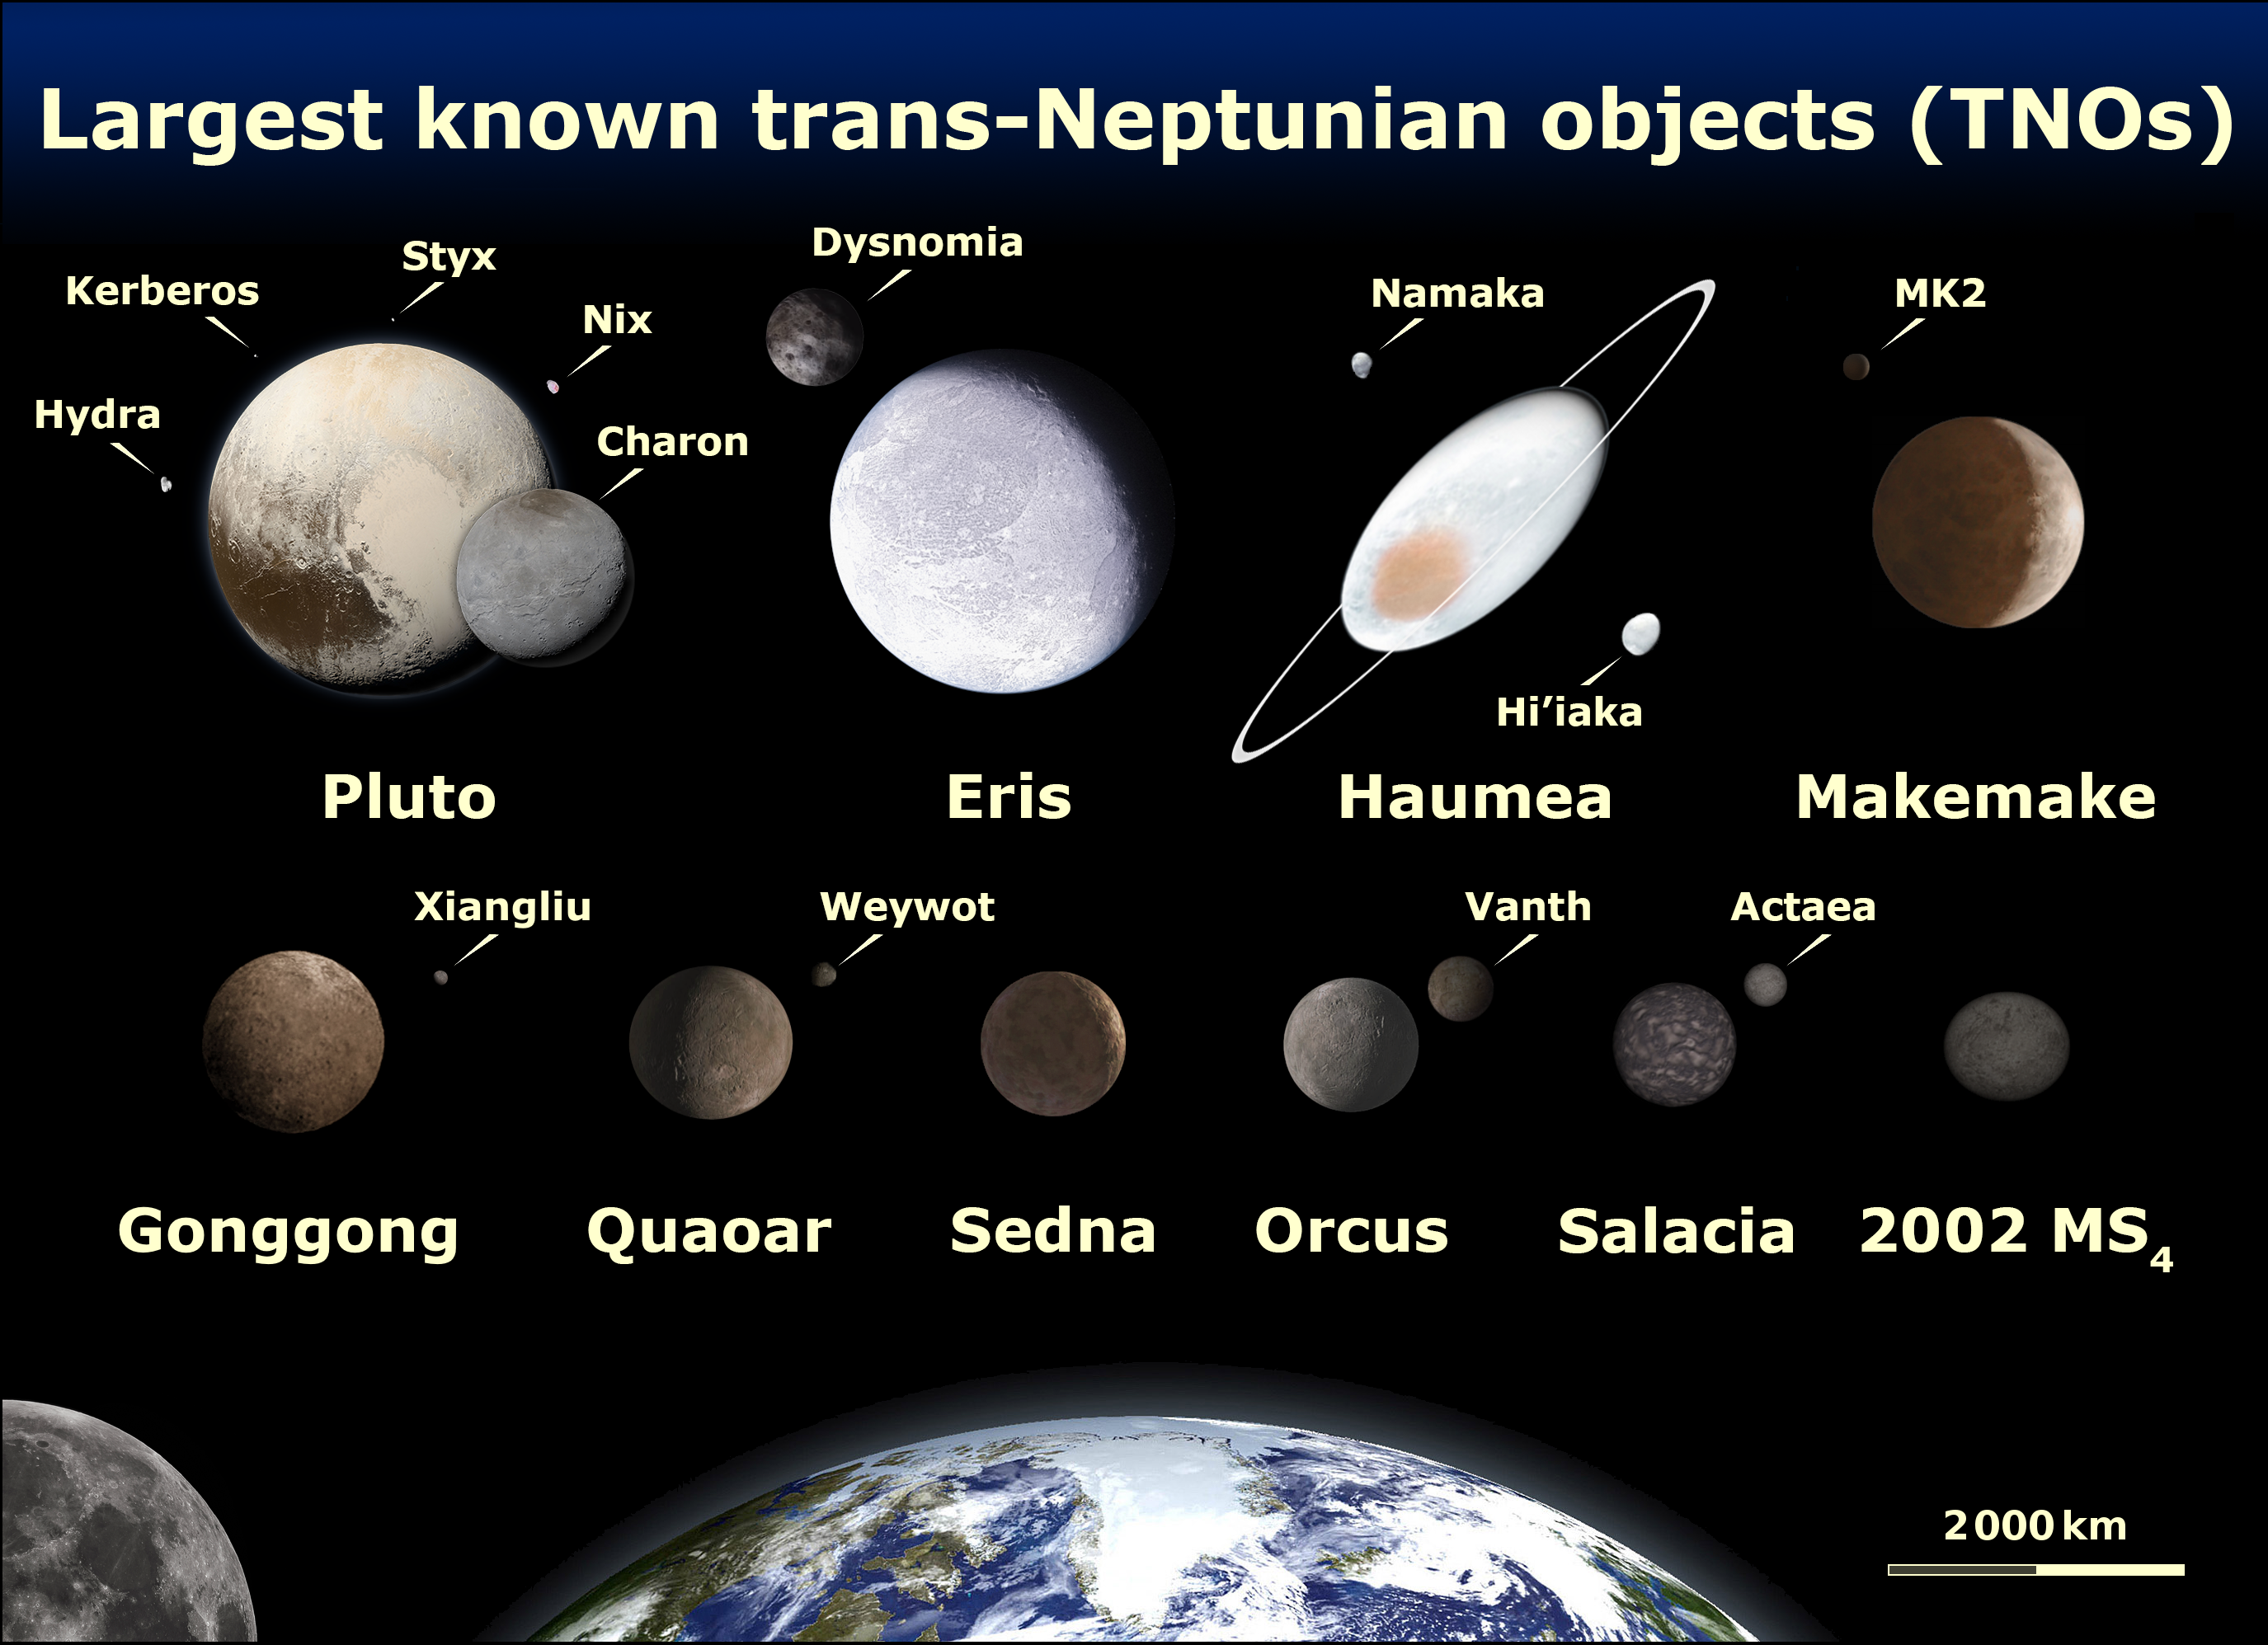 Largest known trans-Neptunian objects (TNOs)
Dysnomia
Styx
Kerberos
Namaka
MK2
Nix
Hydra
Charon
Hi’iaka
Pluto
Eris
Haumea
Makemake
Xiangliu
Weywot
Vanth
Actaea
Gonggong
Quaoar
Sedna
Orcus
Salacia
2002 MS₄
2000 km